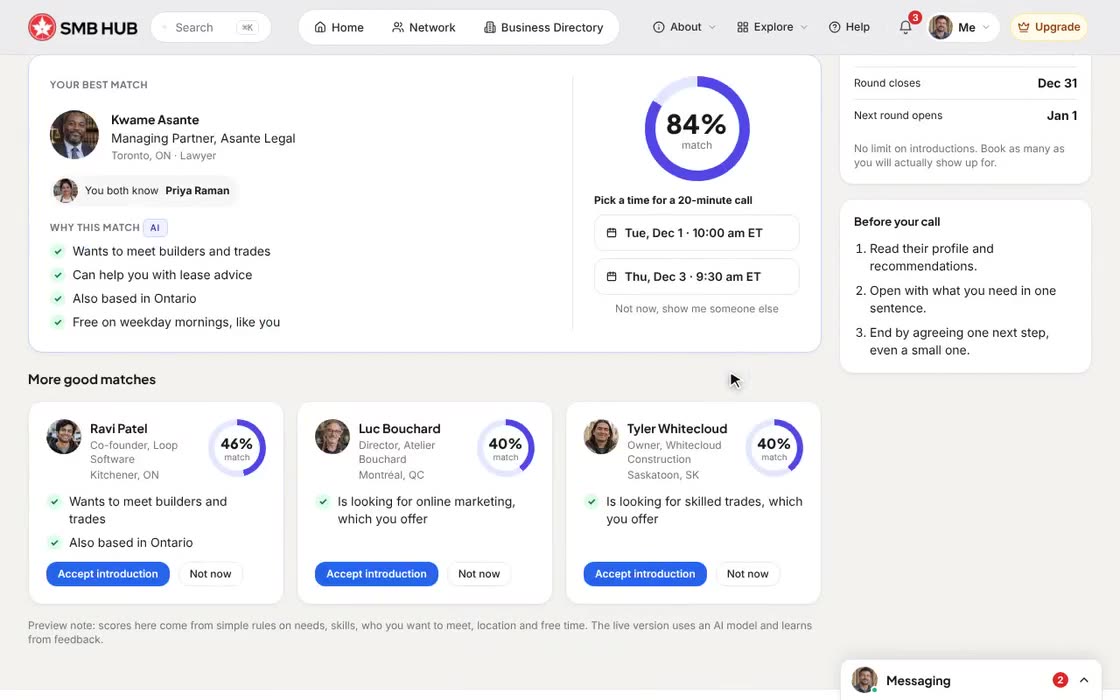 SMB HUB
Search
⌘K
Home
Network
Business Directory
About
Explore
Help
3
Me
Upgrade
YOUR BEST MATCH
Kwame Asante
Managing Partner, Asante Legal
Toronto, ON · Lawyer
You both know Priya Raman
WHY THIS MATCH AI
Wants to meet builders and trades
Can help you with lease advice
Also based in Ontario
Free on weekday mornings, like you
84%
match
Pick a time for a 20-minute call
Tue, Dec 1 · 10:00 am ET
Thu, Dec 3 · 9:30 am ET
Not now, show me someone else
Round closes Dec 31
Next round opens Jan 1
No limit on introductions. Book as many as
you will actually show up for.
Before your call
1. Read their profile and
recommendations.
2. Open with what you need in one
sentence.
3. End by agreeing one next step,
even a small one.
More good matches
Ravi Patel
Co-founder, Loop
Software
Kitchener, ON
46%
match
Wants to meet builders and
trades
Also based in Ontario
Accept introduction
Not now
Luc Bouchard
Director, Atelier
Bouchard
Montréal, QC
40%
match
Is looking for online marketing,
which you offer
Accept introduction
Not now
Tyler Whitecloud
Owner, Whitecloud
Construction
Saskatoon, SK
40%
match
Is looking for skilled trades, which
you offer
Accept introduction
Not now
Preview note: scores here come from simple rules on needs, skills, who you want to meet, location and free time. The live version uses an AI model and learns
from feedback.
Messaging
2